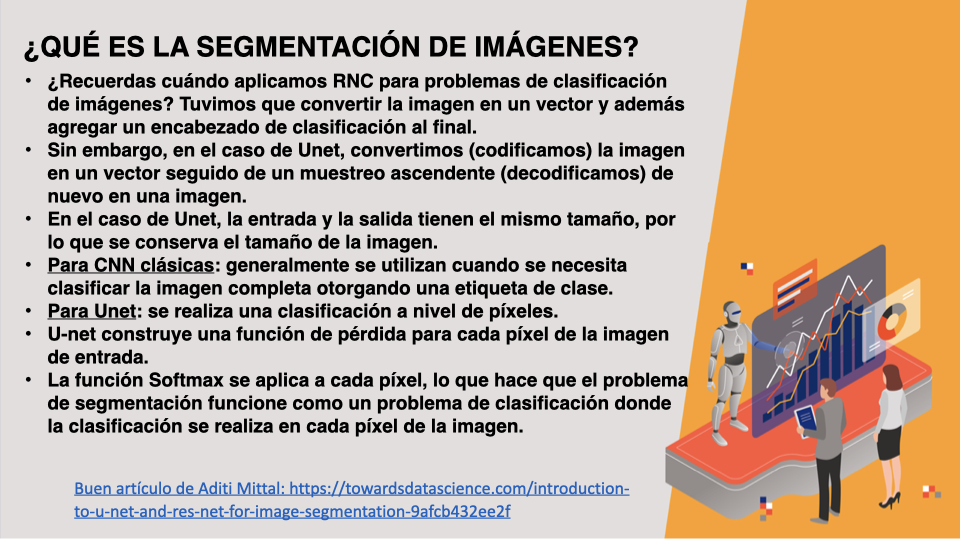 ¿QUÉ ES LA SEGMENTACIÓN DE IMÁGENES?
• ¿Recuerdas cuándo aplicamos RNC para problemas de clasificación
de imágenes? Tuvimos que convertir la imagen en un vector y además
agregar un encabezado de clasificación al final.
• Sin embargo, en el caso de Unet, convertimos (codificamos) la imagen
en un vector seguido de un muestreo ascendente (decodificamos) de
nuevo en una imagen.
• En el caso de Unet, la entrada y la salida tienen el mismo tamaño, por
lo que se conserva el tamaño de la imagen.
• Para CNN clásicas: generalmente se utilizan cuando se necesita
clasificar la imagen completa otorgando una etiqueta de clase.
• Para Unet: se realiza una clasificación a nivel de píxeles.
• U-net construye una función de pérdida para cada píxel de la imagen
de entrada.
• La función Softmax se aplica a cada píxel, lo que hace que el problema
de segmentación funcione como un problema de clasificación donde
la clasificación se realiza en cada píxel de la imagen.
Buen artículo de Aditi Mittal: https://towardsdatascience.com/introduction-
to-u-net-and-res-net-for-image-segmentation-9afcb432ee2f